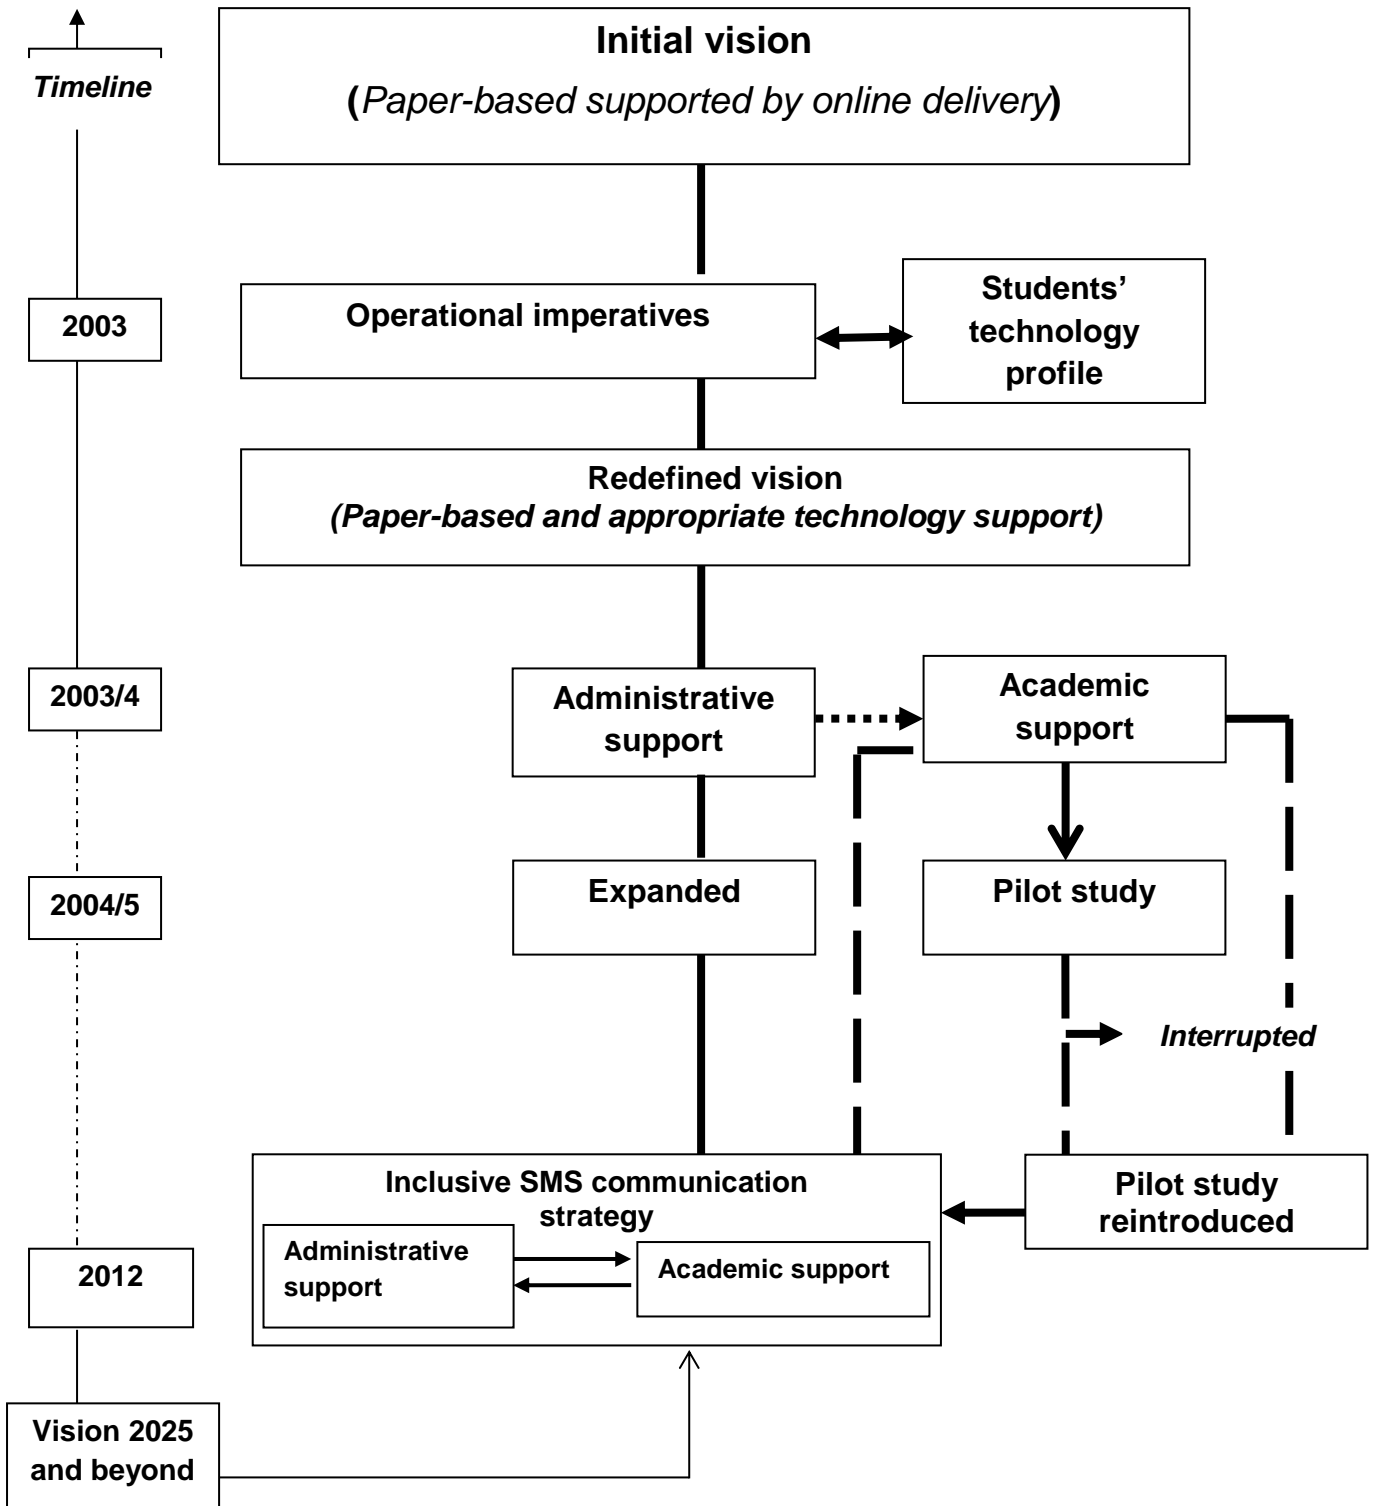 Initial vision
(Paper-based supported by online delivery)
Timeline
2003
Operational imperatives
Students’
technology
profile
Redefined vision
(Paper-based and appropriate technology support)
2003/4
Administrative
support
Academic
support
2004/5
Expanded
Pilot study
Interrupted
Inclusive SMS communication
strategy
Pilot study
reintroduced
2012
Administrative
support
Academic support
Vision 2025
and beyond